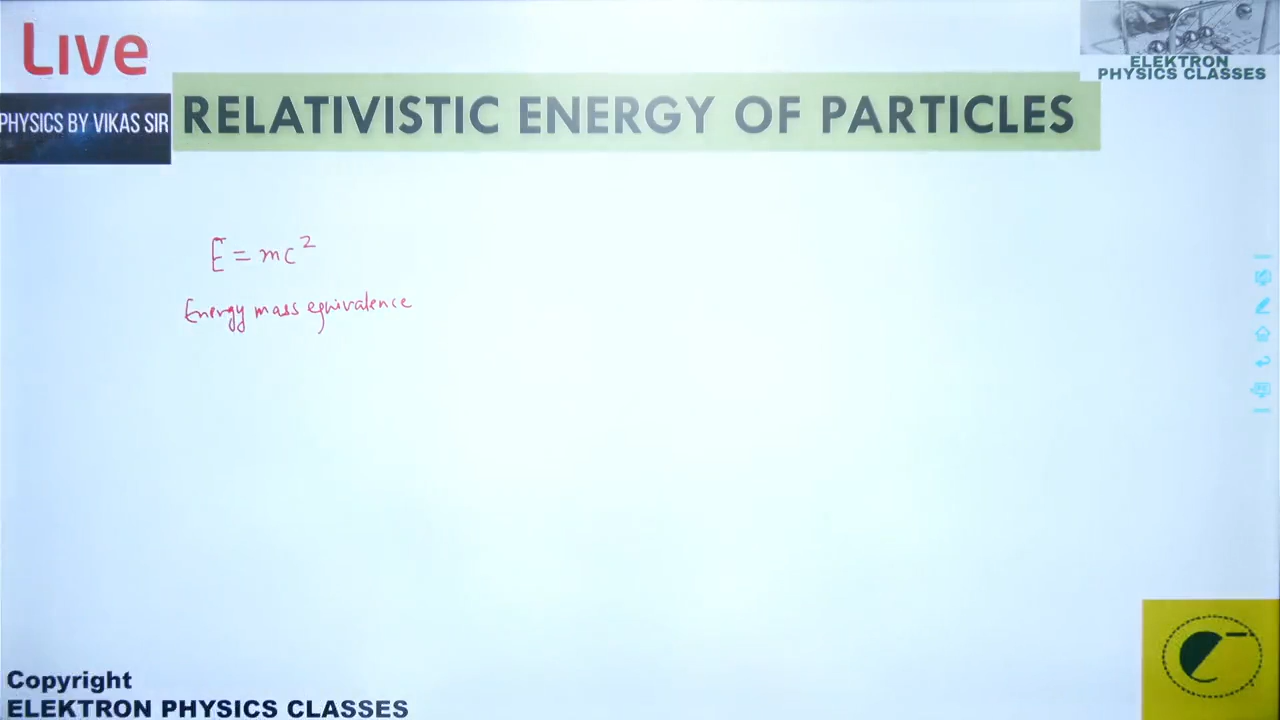 Live
ELEKTRON
PHYSICS CLASSES
PHYSICS BY VIKAS SIR
RELATIVISTIC ENERGY OF PARTICLES
E = mc²
Energy mass equivalence
Copyright
ELEKTRON PHYSICS CLASSES